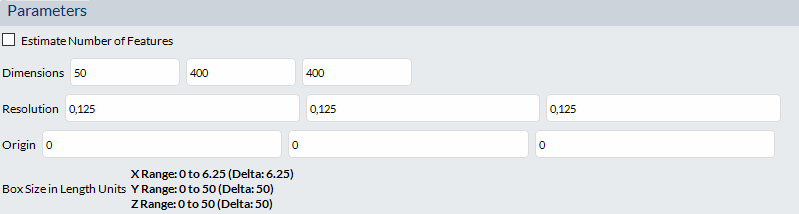 Parameters
Estimate Number of Features
Dimensions 50 400 400
Resolution 0,125 0,125 0,125
Origin 0 0 0
X Range: 0 to 6.25 (Delta: 6.25)
Box Size in Length Units Y Range: 0 to 50 (Delta: 50)
Z Range: 0 to 50 (Delta: 50)